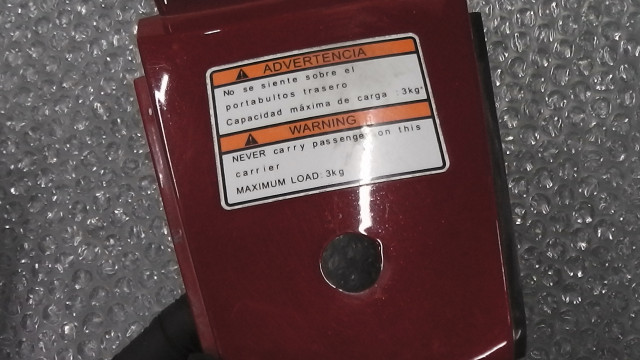 ADVERTENCIA
No se siente sobre el
portabultos trasero
Capacidad máxima de carga : 3kg
WARNING
NEVER carry passenger on this
carrier
MAXIMUM LOAD:3kg